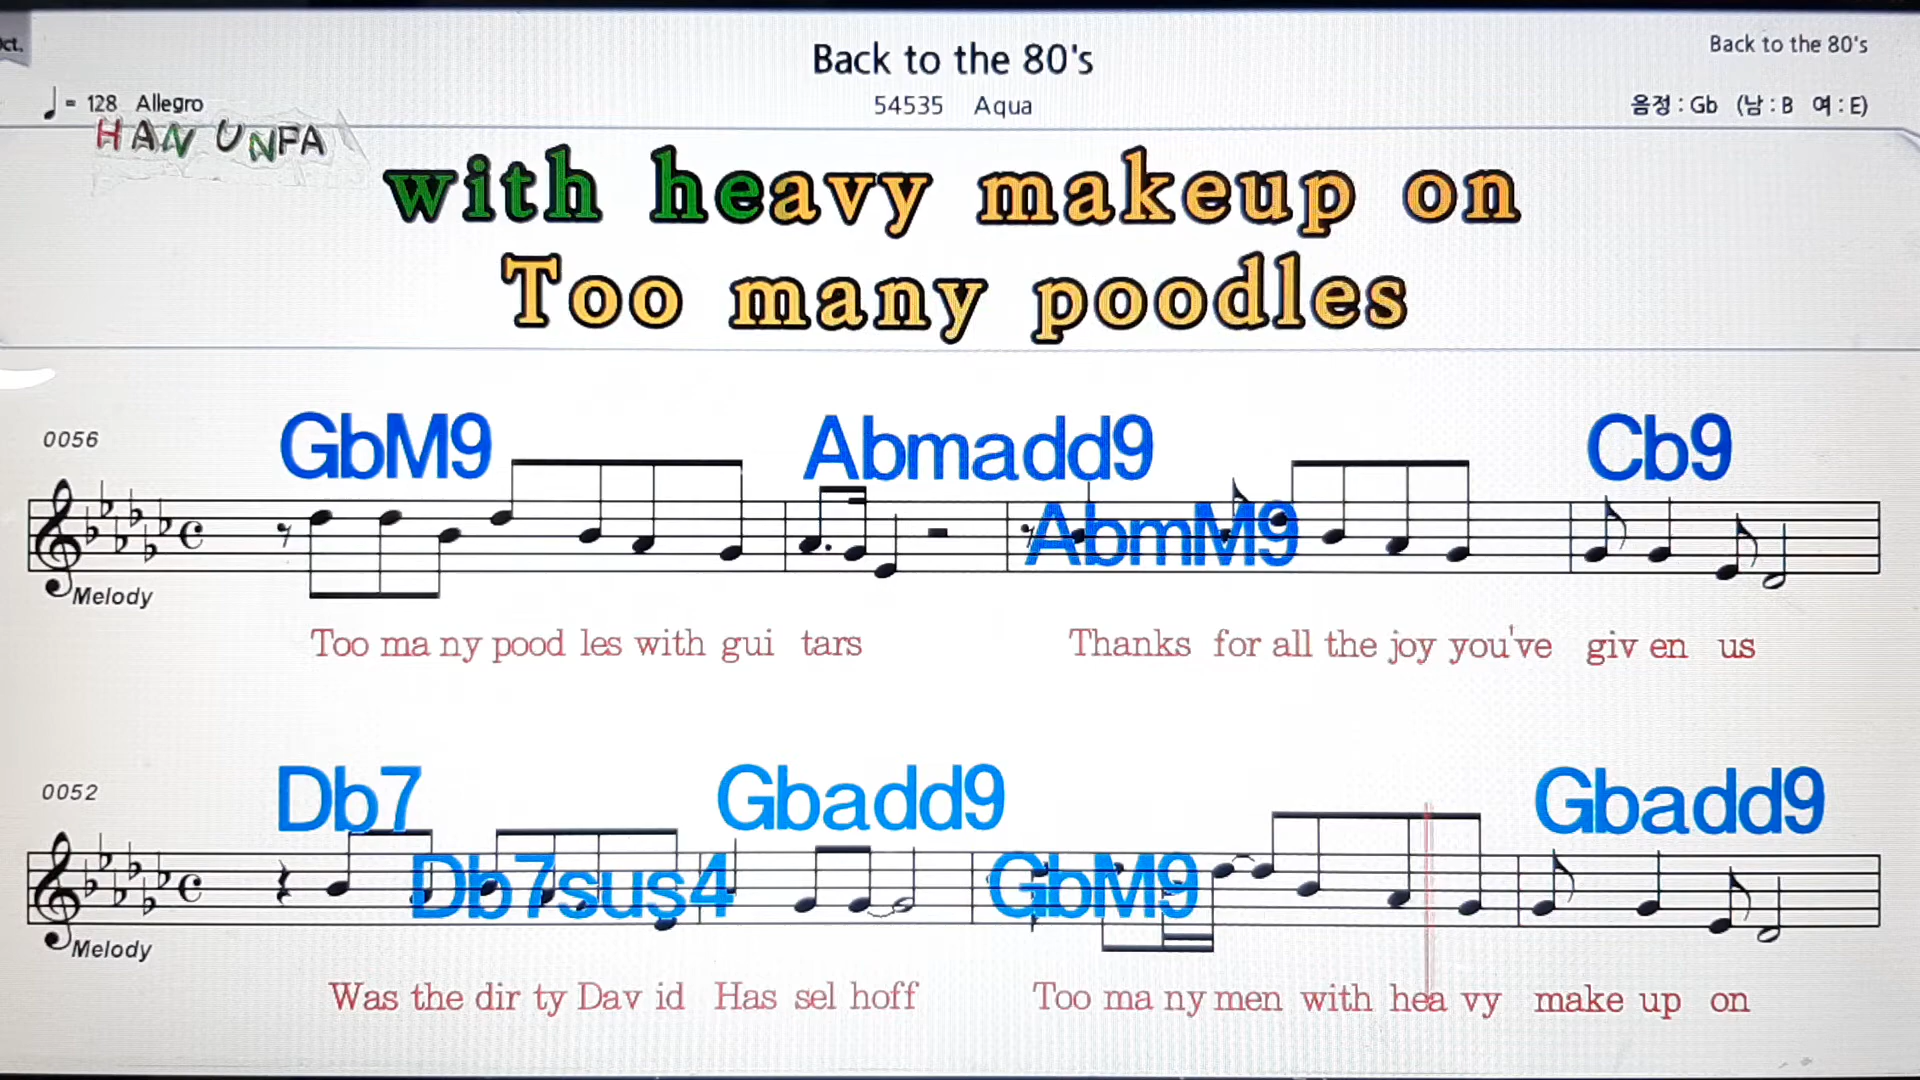 Oct.
Back to the 80's
Back to the 80's
♩ = 128 Allegro
54535 Aqua
음정 : Gb (남 : B 여 : E)
HAN UNFA
with heavy makeup on
Too many poodles
0056
GbM9 Abmadd9 AbmM9 Cb9
Melody
Too ma ny pood les with gui tars Thanks for all the joy you've giv en us
0052
Db7 Db7sus4 Gbadd9 GbM9 Gbadd9
Melody
Was the dir ty Dav id Has sel hoff Too ma ny men with hea vy make up on